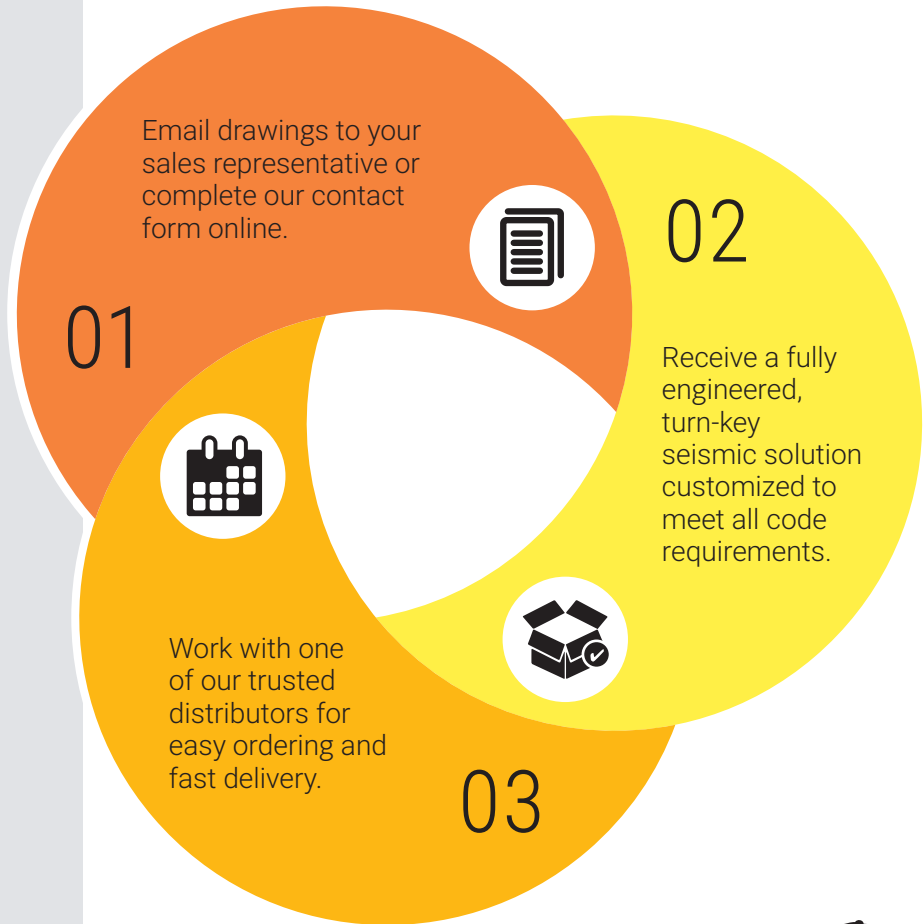 01
Email drawings to your
sales representative or
complete our contact
form online.
02
Receive a fully
engineered,
turn-key
seismic solution
customized to
meet all code
requirements.
03
Work with one
of our trusted
distributors for
easy ordering and
fast delivery.